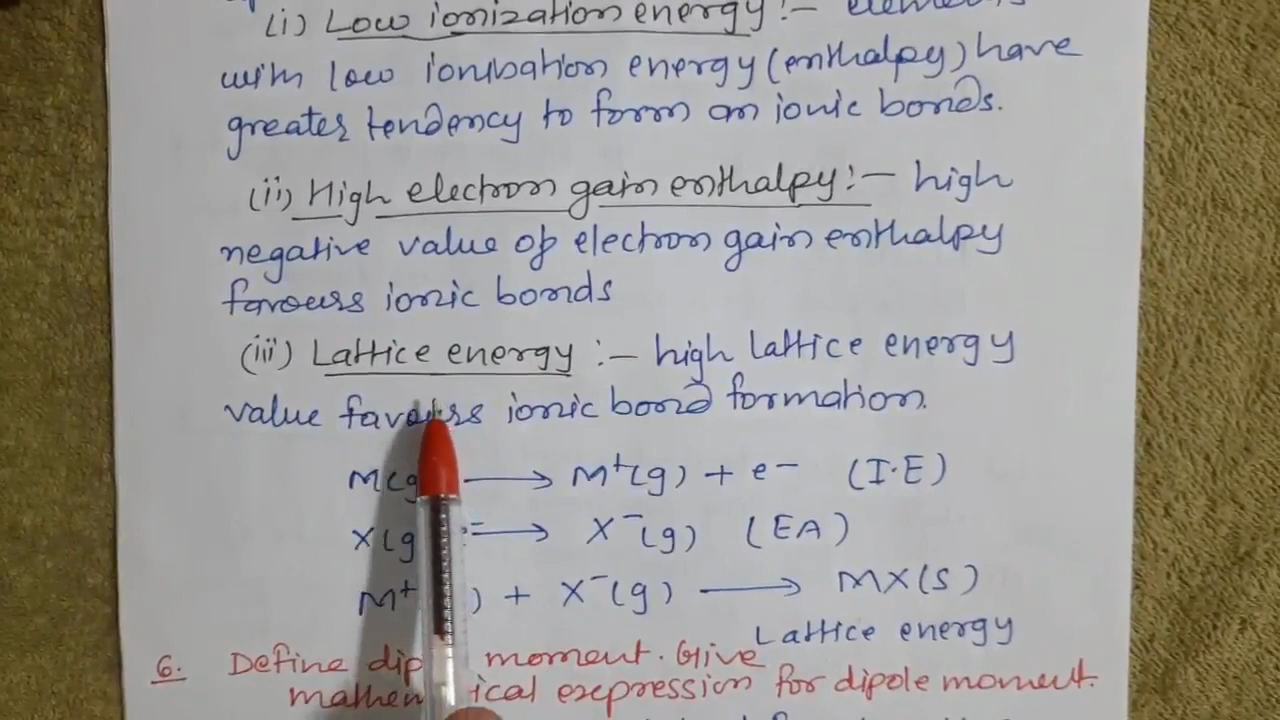 (i) Low ionization energy :- elements
with low ionisation energy (enthalpy) have
greater tendency to form an ionic bonds.
(ii) High electron gain enthalpy :- high
negative value of electron gain enthalpy
favours ionic bonds
(iii) Lattice energy :- high lattice energy
value favours ionic bond formation.
M(g → M+(g) + e- (I.E)
X(g → X-(g) (EA)
M+ ) + X-(g) → MX(s)
Lattice energy
6. Define dip moment. Give
mathe ical expression for dipole moment.